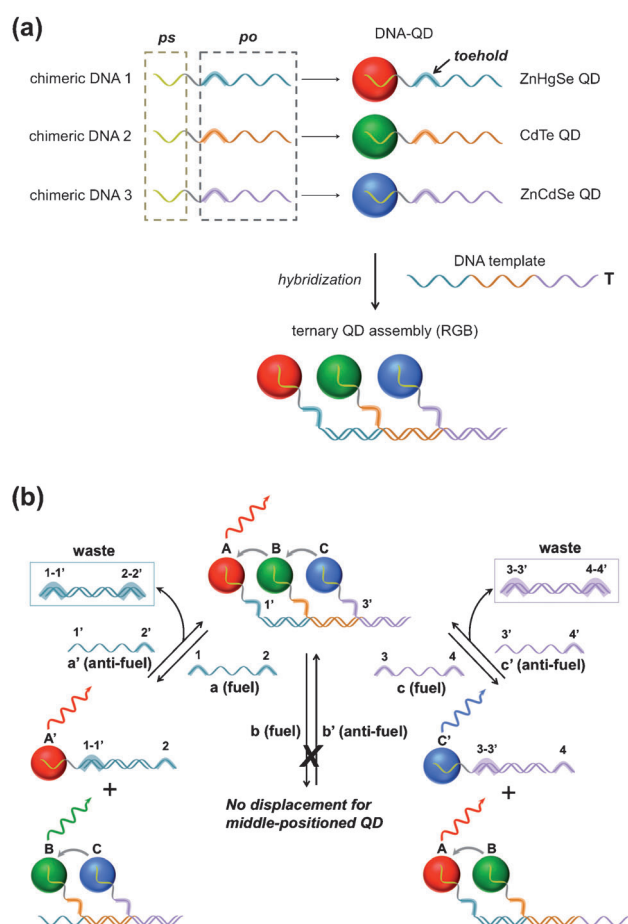 (a)
ps
po
DNA-QD
toehold
chimeric DNA 1
ZnHgSe QD
chimeric DNA 2
CdTe QD
chimeric DNA 3
ZnCdSe QD
hybridization
DNA template
T
ternary QD assembly (RGB)
(b)
waste
1-1' 2-2'
1' 2'
a' (anti-fuel)
A B C
1' 3'
waste
3-3' 4-4'
3' 4'
c' (anti-fuel)
1 2
a (fuel)
3 4
c (fuel)
b (fuel)
b' (anti-fuel)
X
A'
1-1' 2
+
B C
No displacement for
middle-positioned QD
C'
3-3' 4
+
A B